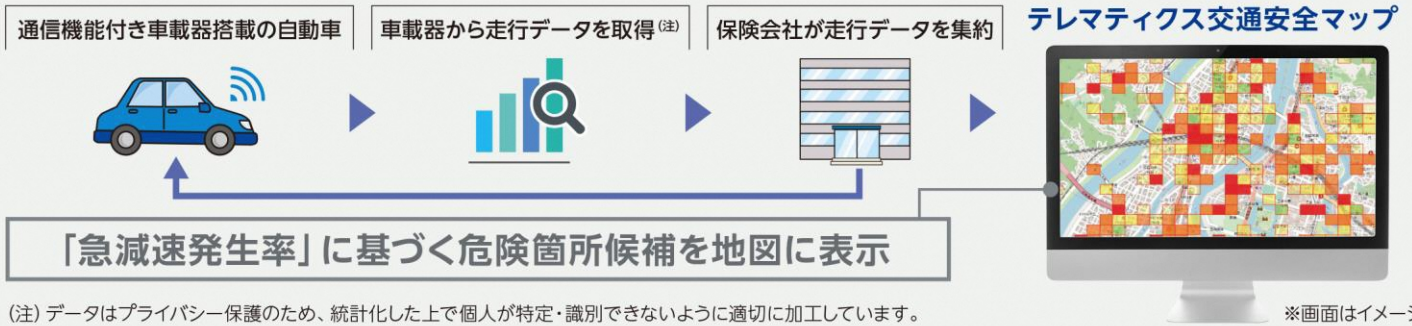 通信機能付き車載器搭載の自動車
車載器から走行データを取得(注)
保険会社が走行データを集約
テレマティクス交通安全マップ
「急減速発生率」に基づく危険箇所候補を地図に表示
(注)データはプライバシー保護のため、統計化した上で個人が特定・識別できないように適切に加工しています。
※画面はイメージ